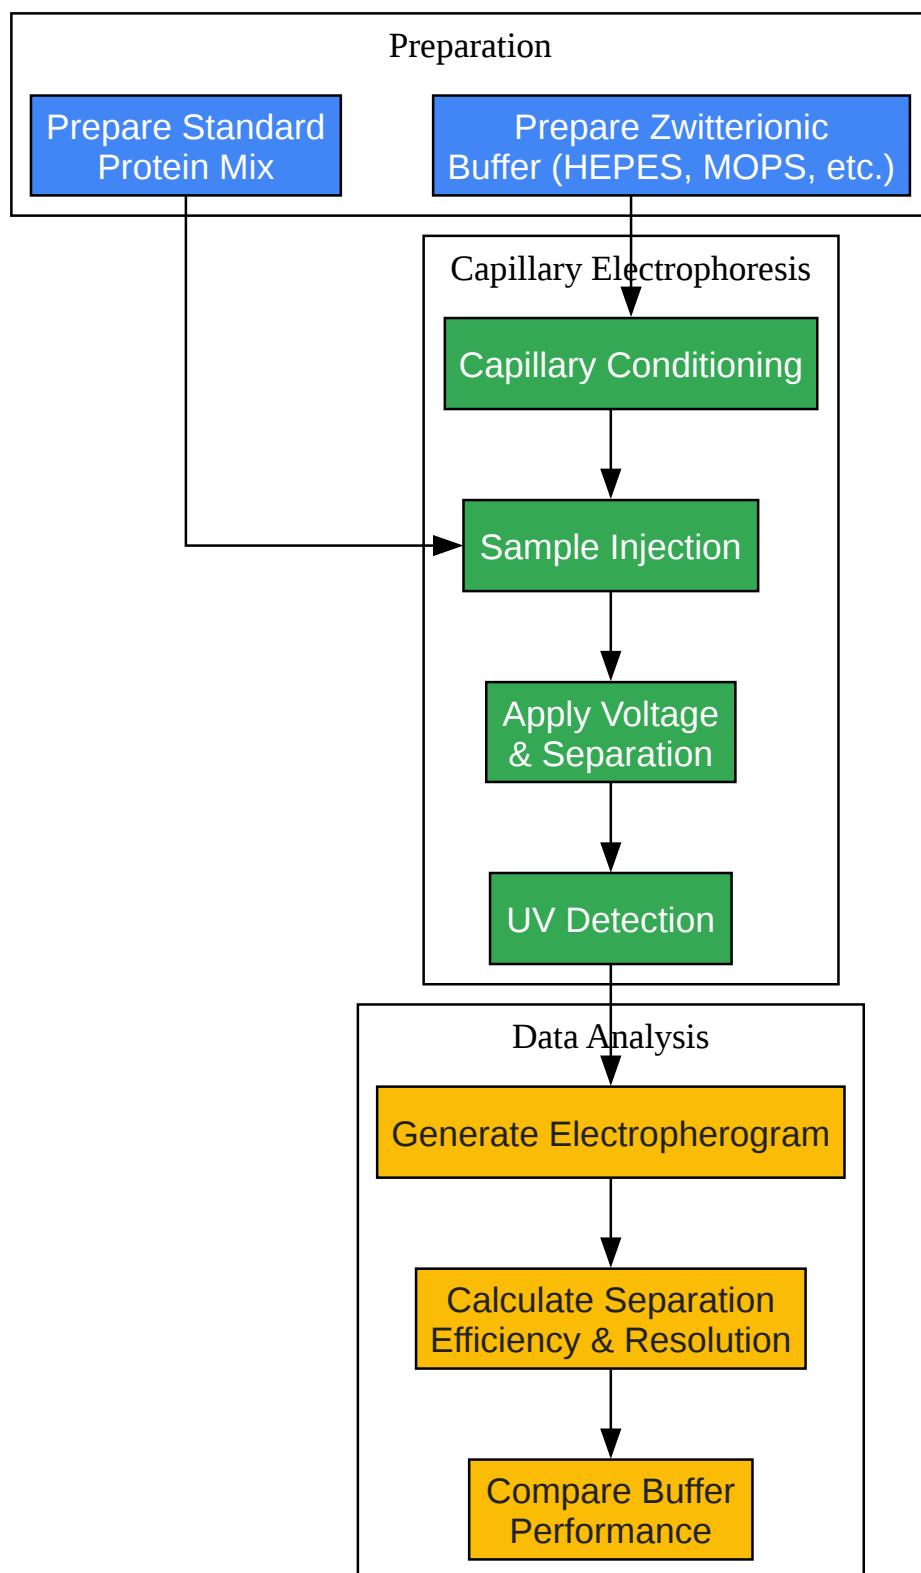 Preparation
Prepare Standard
Protein Mix
Prepare Zwitterionic
Buffer (HEPES, MOPS, etc.)
Capillary Electrophoresis
Capillary Conditioning
Sample Injection
Apply Voltage
& Separation
UV Detection
Data Analysis
Generate Electropherogram
Calculate Separation
Efficiency & Resolution
Compare Buffer
Performance